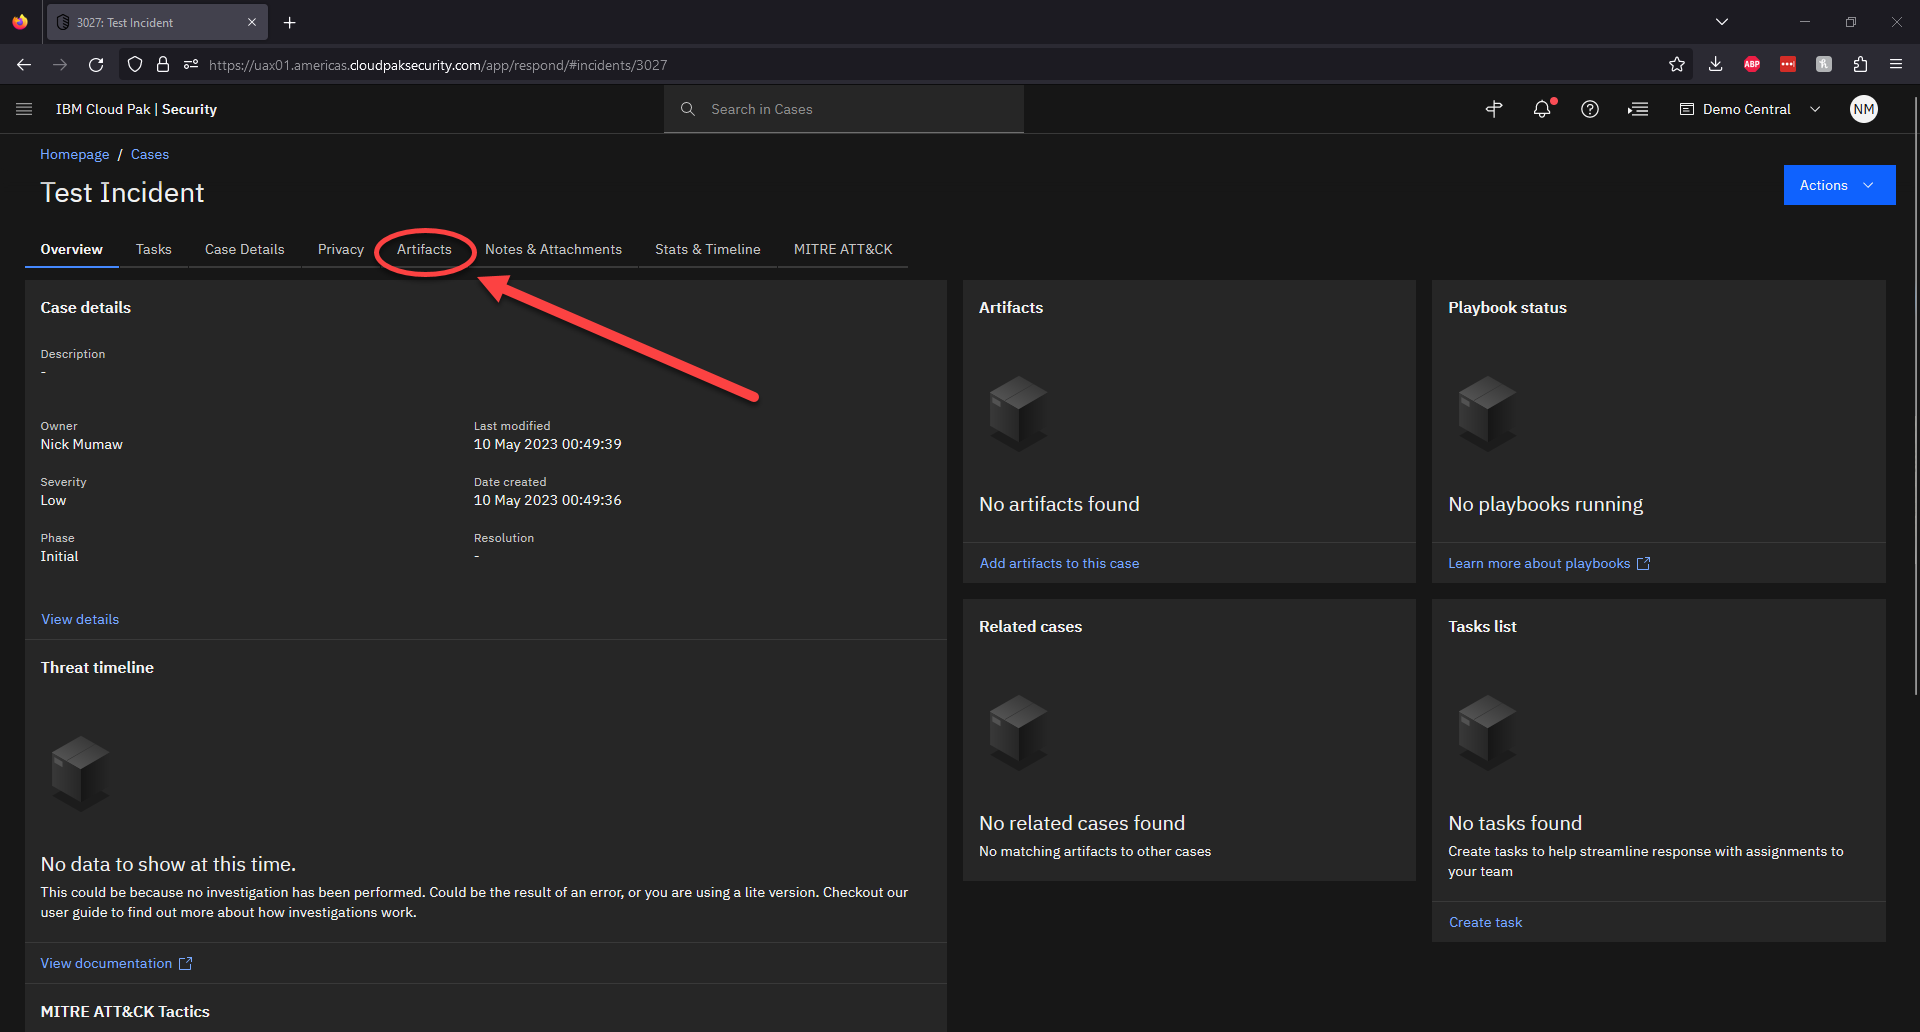 3027: Test Incident
https://uax01.americas.cloudpaksecurity.com/app/respond/#incidents/3027
ABP
IBM Cloud Pak | Security
Search in Cases
Demo Central
NM
Homepage / Cases
Test Incident
Actions
Overview Tasks Case Details Privacy Artifacts Notes & Attachments Stats & Timeline MITRE ATT&CK
Case details
Description
-
Owner
Nick Mumaw
Last modified
10 May 2023 00:49:39
Severity
Low
Date created
10 May 2023 00:49:36
Phase
Initial
Resolution
-
View details
Threat timeline
No data to show at this time.
This could be because no investigation has been performed. Could be the result of an error, or you are using a lite version. Checkout our
user guide to find out more about how investigations work.
View documentation
MITRE ATT&CK Tactics
Artifacts
No artifacts found
Add artifacts to this case
Playbook status
No playbooks running
Learn more about playbooks
Related cases
No related cases found
No matching artifacts to other cases
Tasks list
No tasks found
Create tasks to help streamline response with assignments to
your team
Create task